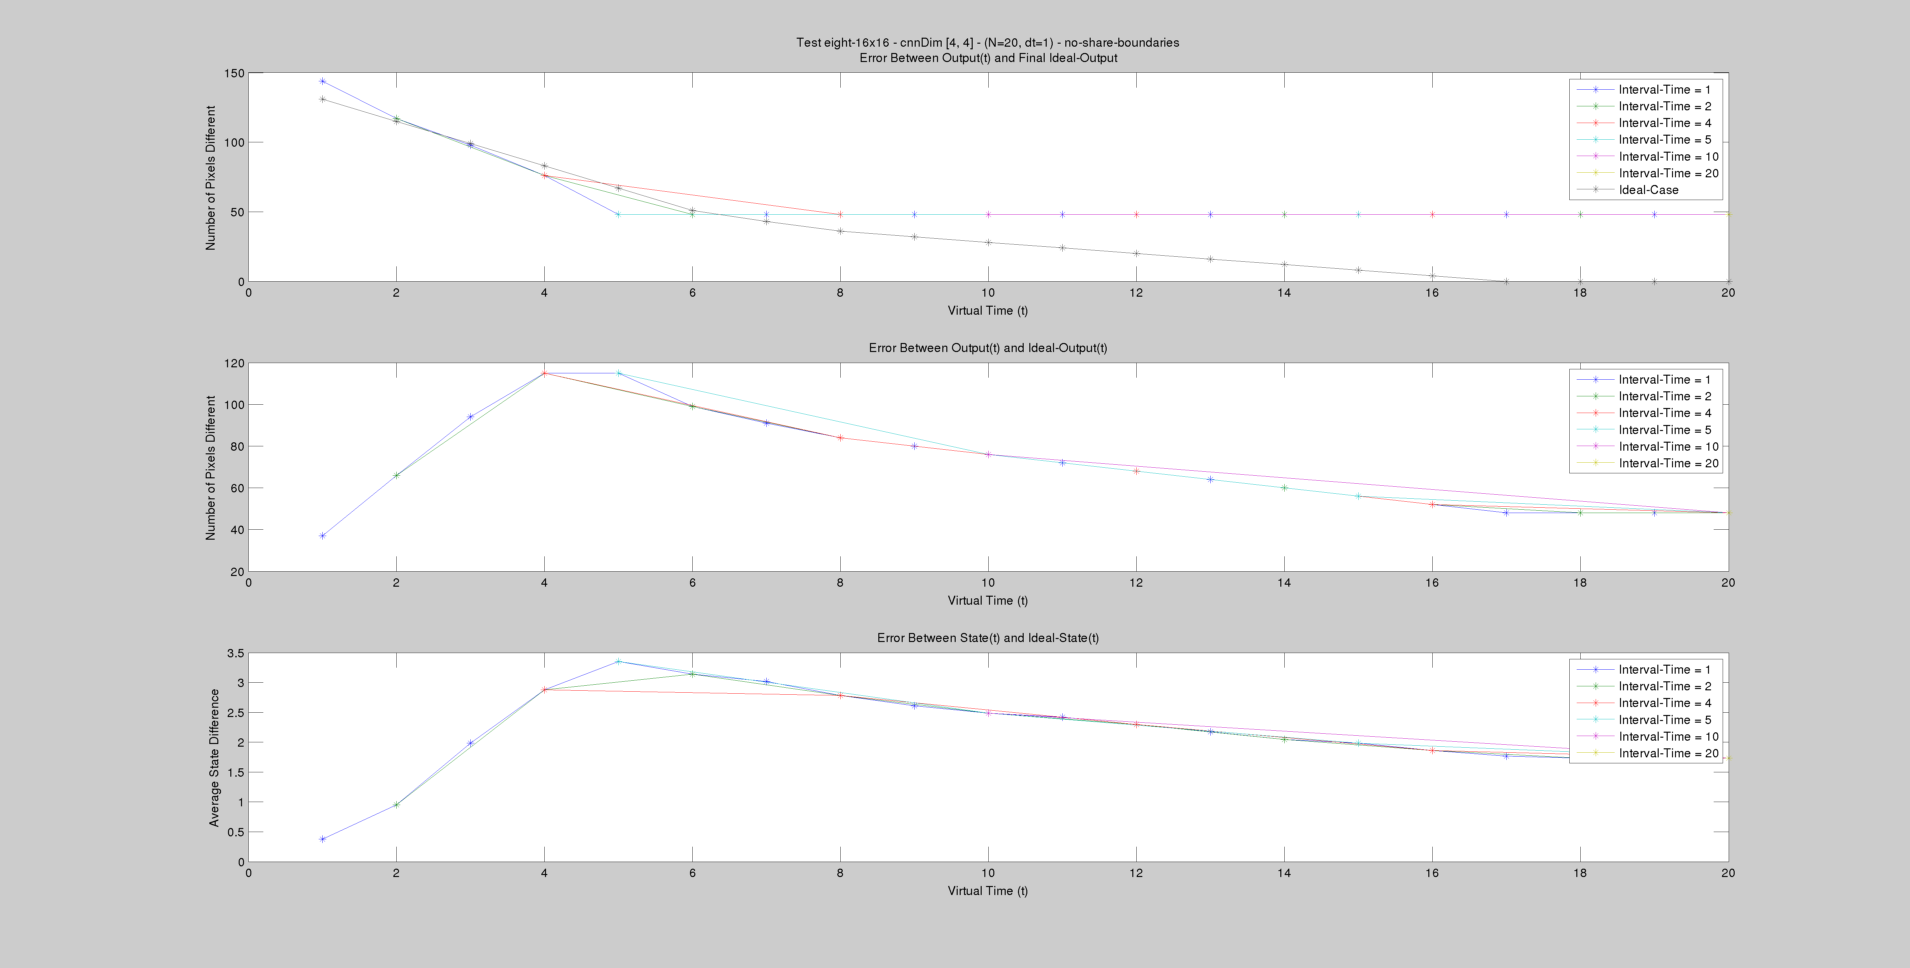 Test eight-16x16 - cnnDim [4, 4] - (N=20, dt=1) - no-share-boundaries
Error Between Output(t) and Final Ideal-Output
Number of Pixels Different
150
100
50
0
0 2 4 6 8 10 12 14 16 18 20
Virtual Time (t)
Interval-Time = 1
Interval-Time = 2
Interval-Time = 4
Interval-Time = 5
Interval-Time = 10
Interval-Time = 20
Ideal-Case
Error Between Output(t) and Ideal-Output(t)
Number of Pixels Different
120
100
80
60
40
20
0 2 4 6 8 10 12 14 16 18 20
Virtual Time (t)
Interval-Time = 1
Interval-Time = 2
Interval-Time = 4
Interval-Time = 5
Interval-Time = 10
Interval-Time = 20
Error Between State(t) and Ideal-State(t)
Average State Difference
3.5
3
2.5
2
1.5
1
0.5
0
0 2 4 6 8 10 12 14 16 18 20
Virtual Time (t)
Interval-Time = 1
Interval-Time = 2
Interval-Time = 4
Interval-Time = 5
Interval-Time = 10
Interval-Time = 20